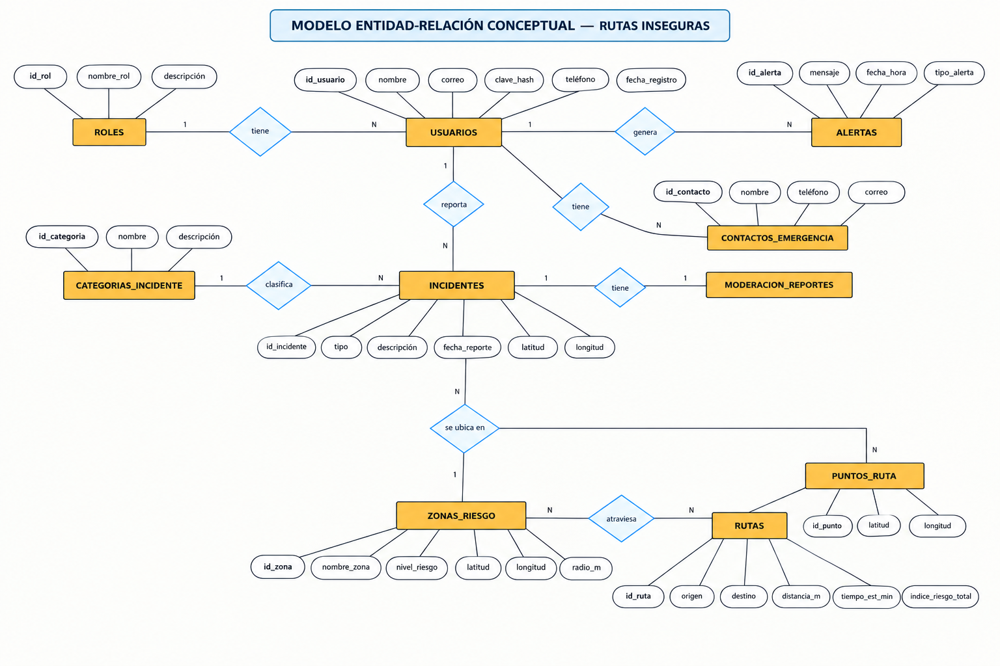 MODELO ENTIDAD-RELACIÓN CONCEPTUAL — RUTAS INSEGURAS
id_rol
nombre_rol
descripción
id_usuario
nombre
correo
clave_hash
teléfono
fecha_registro
id_alerta
mensaje
fecha_hora
tipo_alerta
ROLES
1
tiene
N
USUARIOS
1
genera
N
ALERTAS
1
reporta
N
tiene
N
id_contacto
nombre
teléfono
correo
CONTACTOS_EMERGENCIA
id_categoria
nombre
descripción
CATEGORIAS_INCIDENTE
1
clasifica
N
INCIDENTES
1
tiene
1
MODERACION_REPORTES
id_incidente
tipo
descripción
fecha_reporte
latitud
longitud
N
se ubica en
N
1
PUNTOS_RUTA
id_punto
latitud
longitud
ZONAS_RIESGO
N
atraviesa
N
RUTAS
id_zona
nombre_zona
nivel_riesgo
latitud
longitud
radio_m
id_ruta
origen
destino
distancia_m
tiempo_est_min
indice_riesgo_total